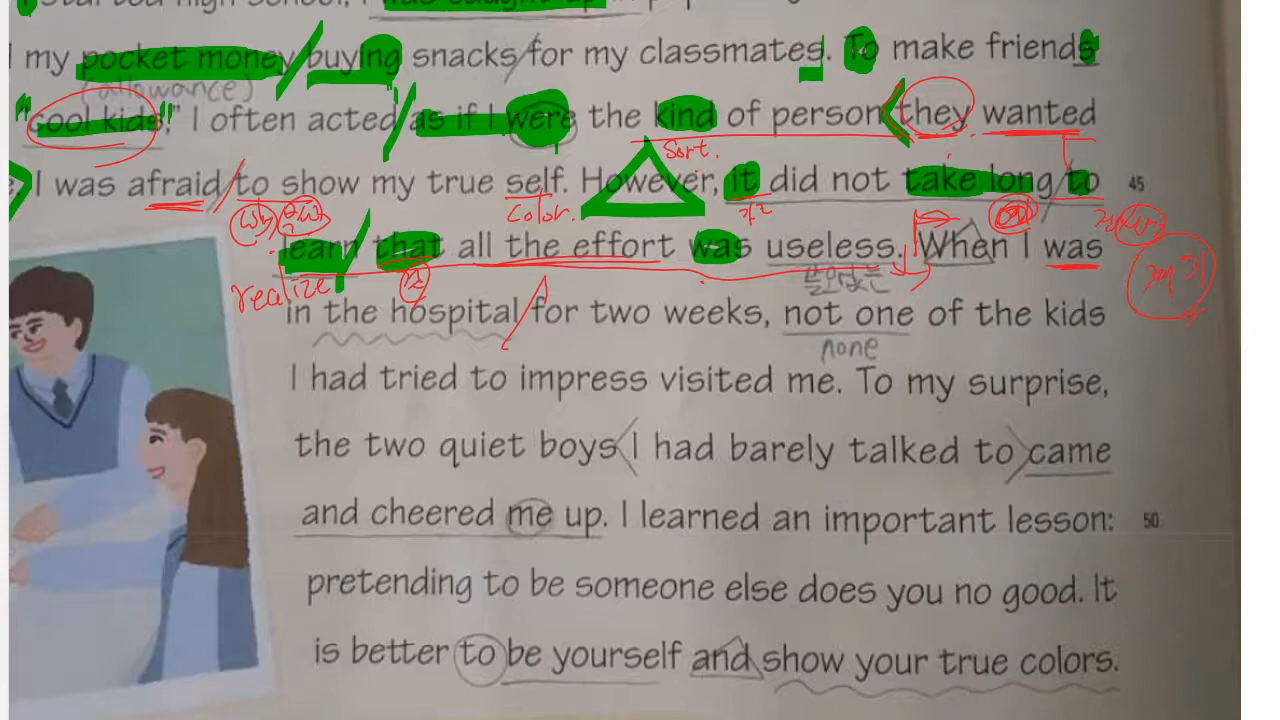 my pocket money buying snacks for my classmates. To make friends
(allowance)
"cool kids," I often acted as if I were the kind of person they wanted
sort.
I was afraid to show my true self. However, it did not take long to 45
color.
learn that all the effort was useless. When I was
realize
in the hospital for two weeks, not one of the kids
none
I had tried to impress visited me. To my surprise,
the two quiet boys I had barely talked to came
and cheered me up. I learned an important lesson: 50
pretending to be someone else does you no good. It
is better to be yourself and show your true colors.